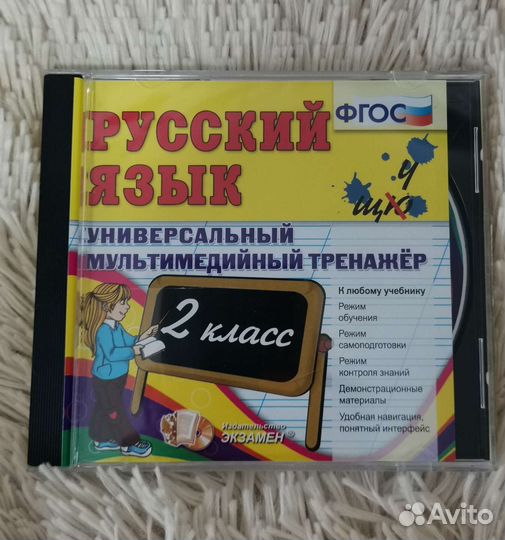 РУССКИЙ
ЯЗЫК
ФГОС
у
щю
УНИВЕРСАЛЬНЫЙ
МУЛЬТИМЕДИЙНЫЙ ТРЕНАЖЁР
2 класс
К любому учебнику
Режим
обучения
Режим
самоподготовки
Режим
контроля знаний
Демонстрационные
материалы
Удобная навигация,
понятный интерфейс
Издательство
ЭКЗАМЕН®
Avito